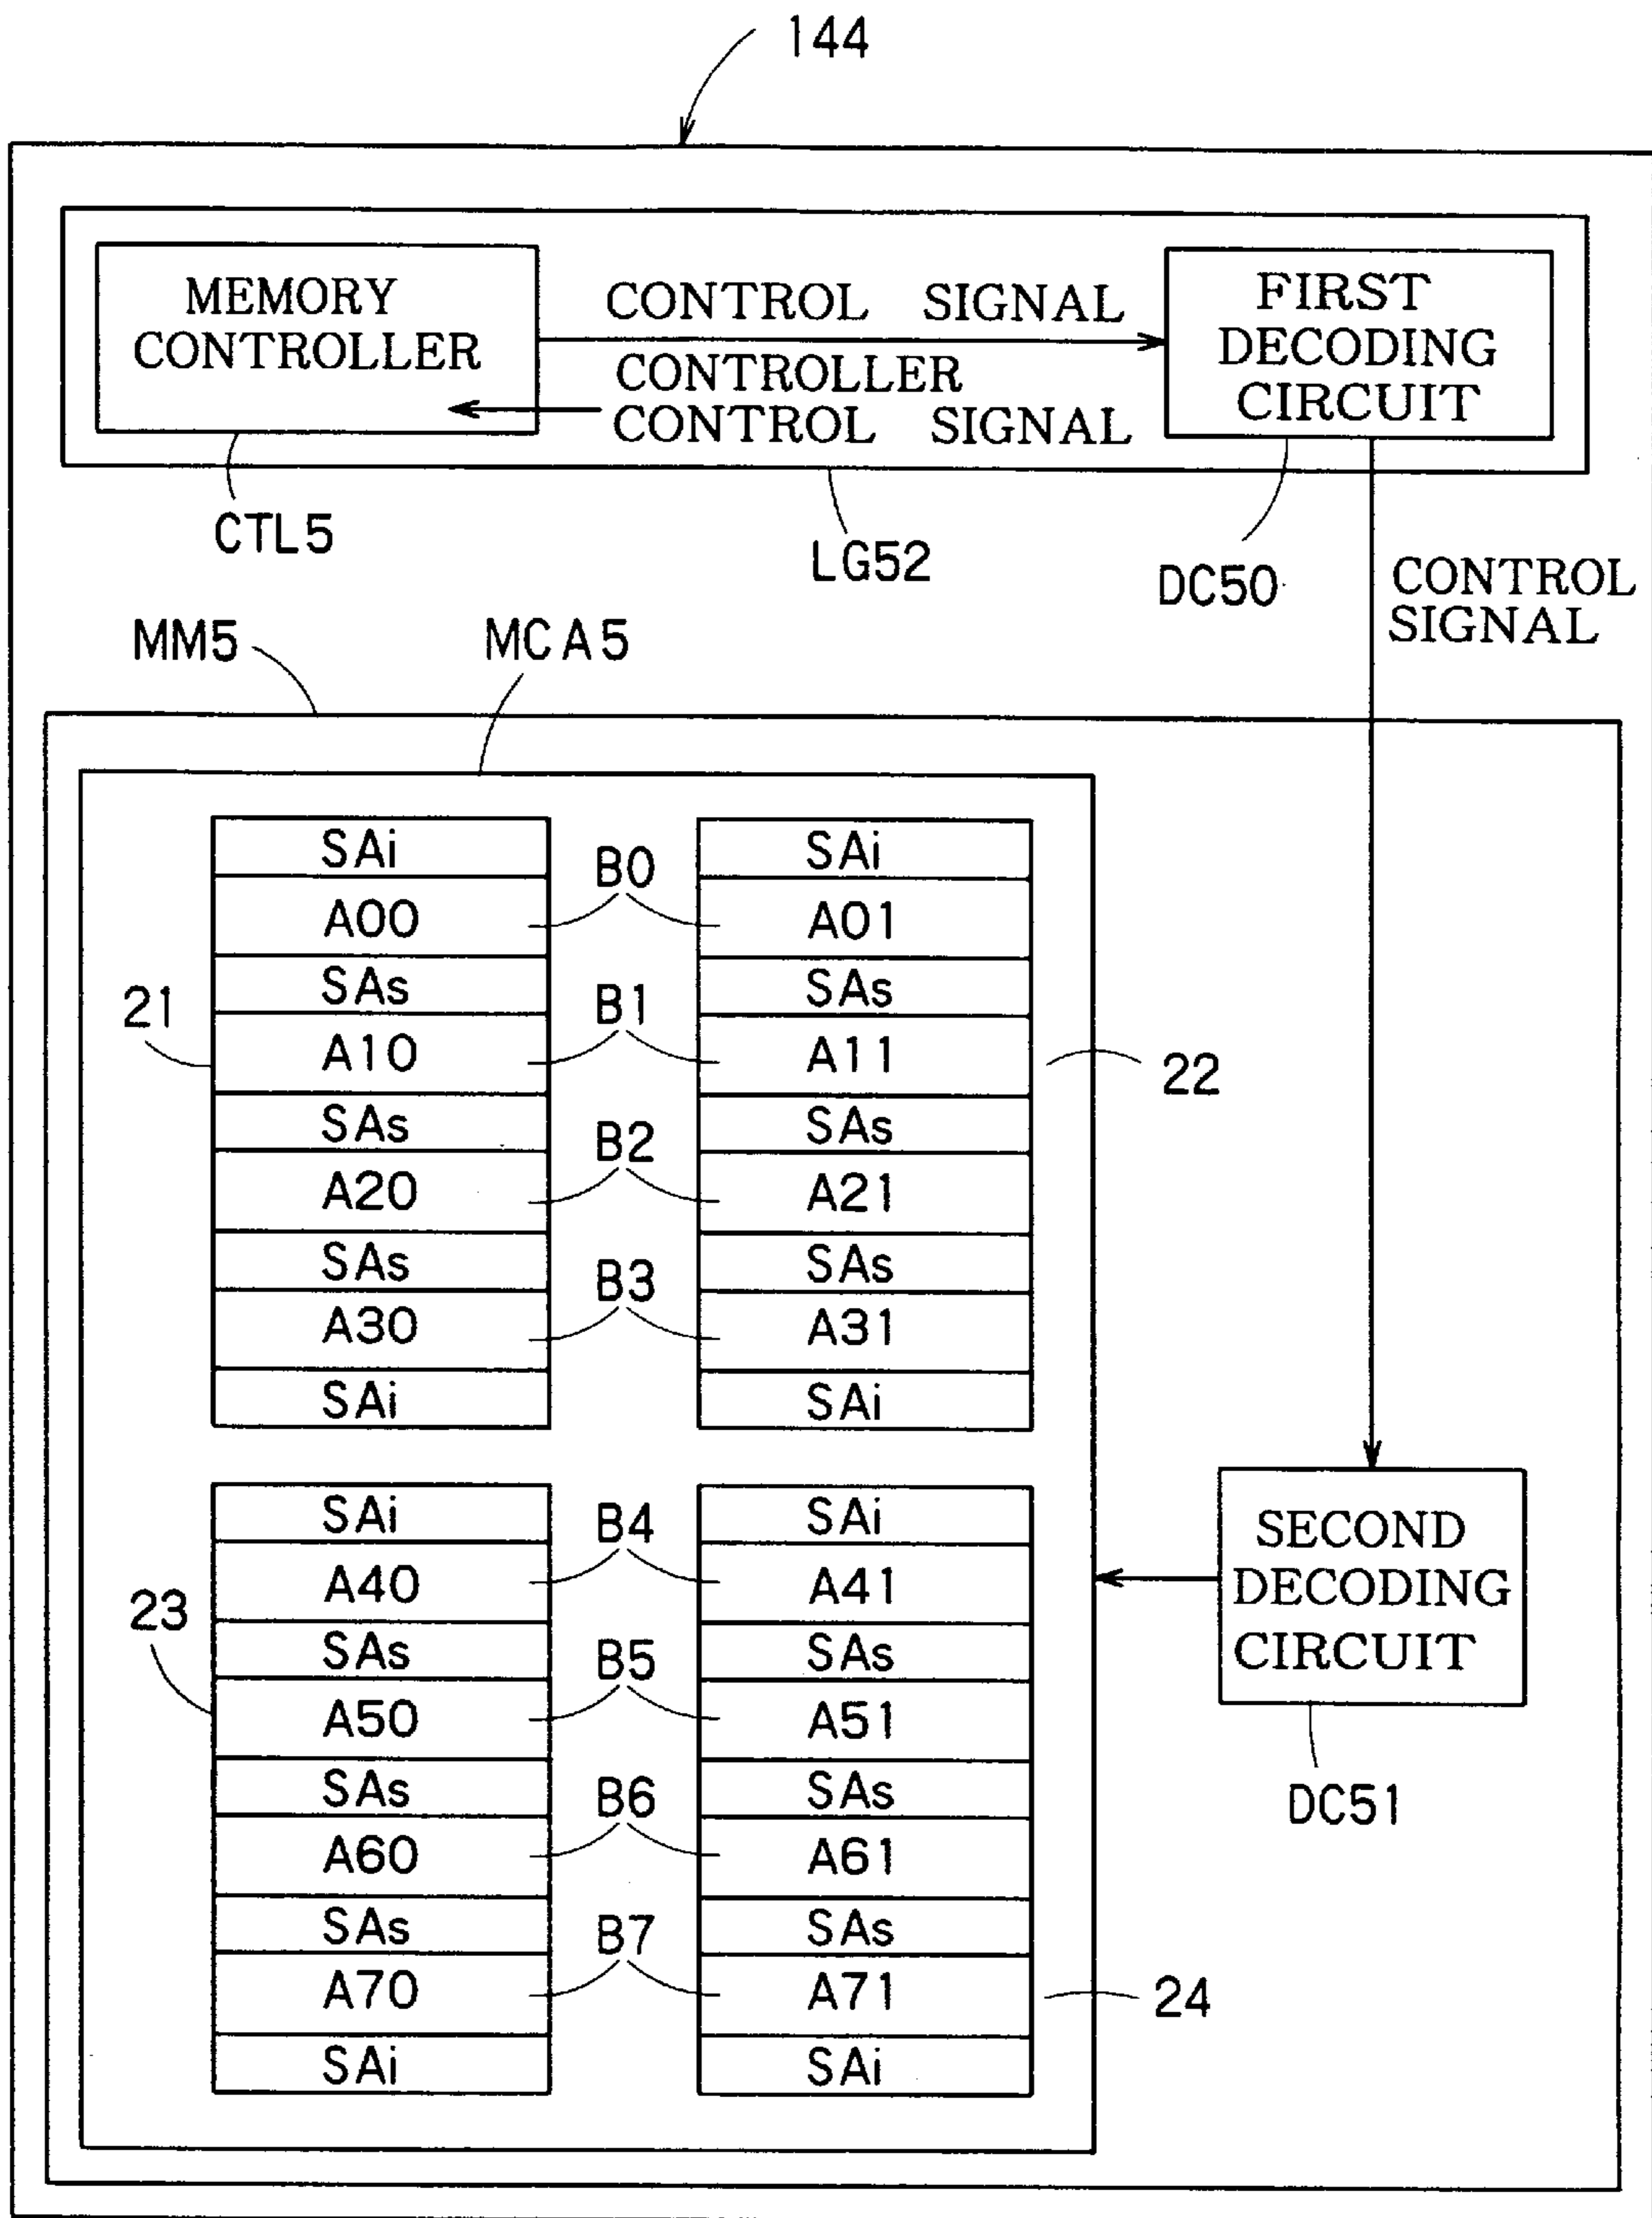 144
MEMORY
CONTROLLER
CONTROL SIGNAL
CONTROLLER
CONTROL SIGNAL
FIRST
DECODING
CIRCUIT
CTL5
LG52
DC50
CONTROL
SIGNAL
MM5
MCA5
SAi
A00
SAs
A10
SAs
A20
SAs
A30
SAi
B0
B1
B2
B3
SAi
A01
SAs
A11
SAs
A21
SAs
A31
SAi
21
22
SAi
A40
SAs
A50
SAs
A60
SAs
A70
SAi
B4
B5
B6
B7
SAi
A41
SAs
A51
SAs
A61
SAs
A71
SAi
23
24
SECOND
DECODING
CIRCUIT
DC51